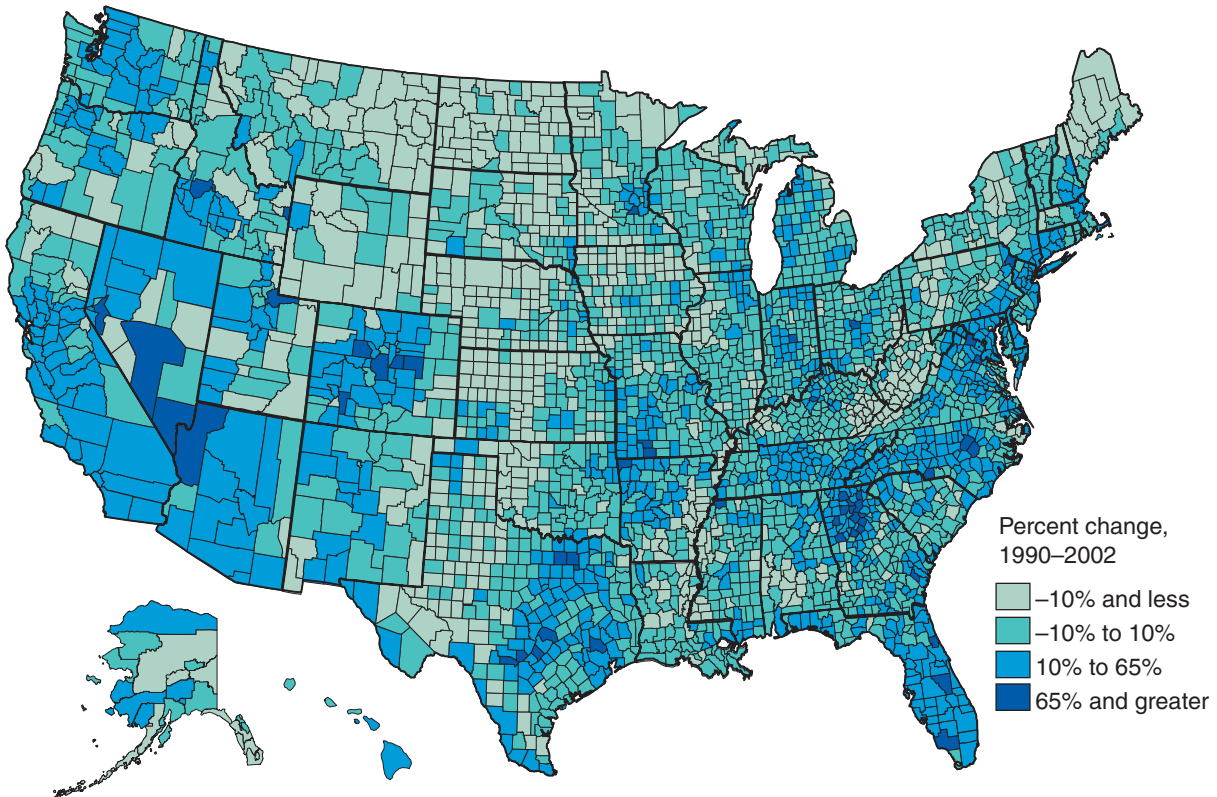 Percent change,
1990–2002
–10% and less
–10% to 10%
10% to 65%
65% and greater